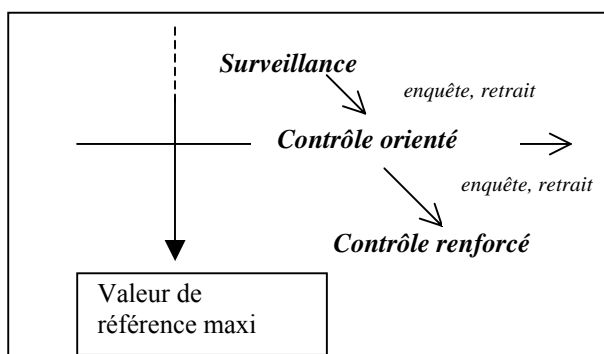 Surveillance
enquête, retrait
Contrôle orienté
enquête, retrait
Contrôle renforcé
Valeur de
référence maxi